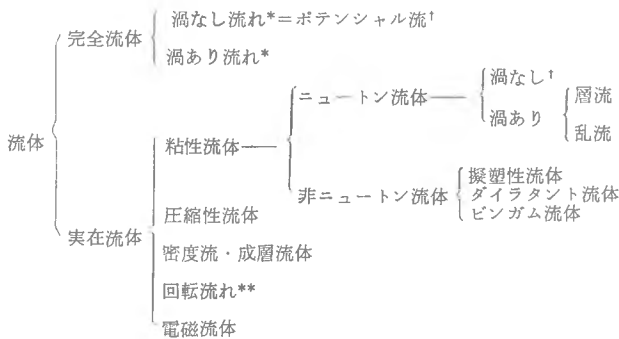 流体
完全流体
渦なし流れ*=ポテンシャル流†
渦あり流れ*
実在流体
粘性流体
ニュートン流体
渦なし†
渦あり
層流
乱流
非ニュートン流体
擬塑性流体
ダイラタント流体
ビンガム流体
圧縮性流体
密度流・成層流体
回転流れ**
電磁流体